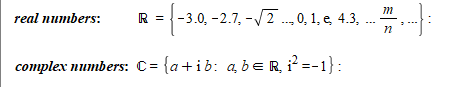 real numbers: ℝ = {−3.0, −2.7, −√2 ..., 0, 1, e, 4.3, ... m/n , ...} :
complex numbers: ℂ = {a + i b: a, b ∈ ℝ, i² = −1} :